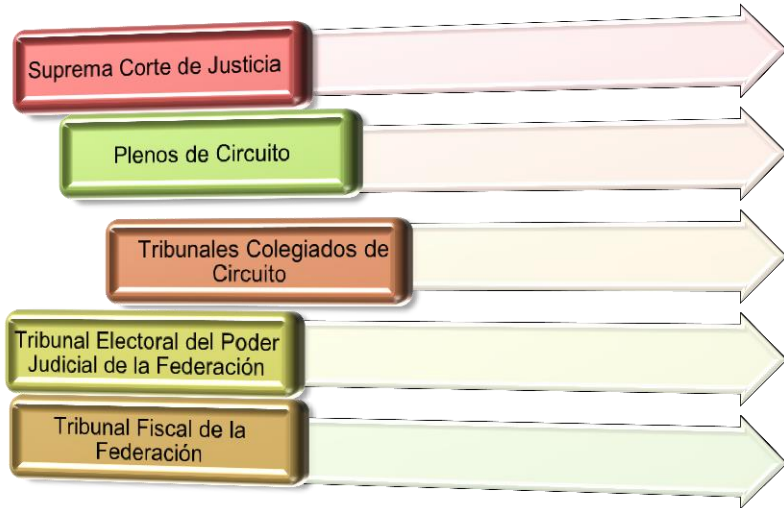 Suprema Corte de Justicia
Plenos de Circuito
Tribunales Colegiados de
Circuito
Tribunal Electoral del Poder
Judicial de la Federación
Tribunal Fiscal de la
Federación